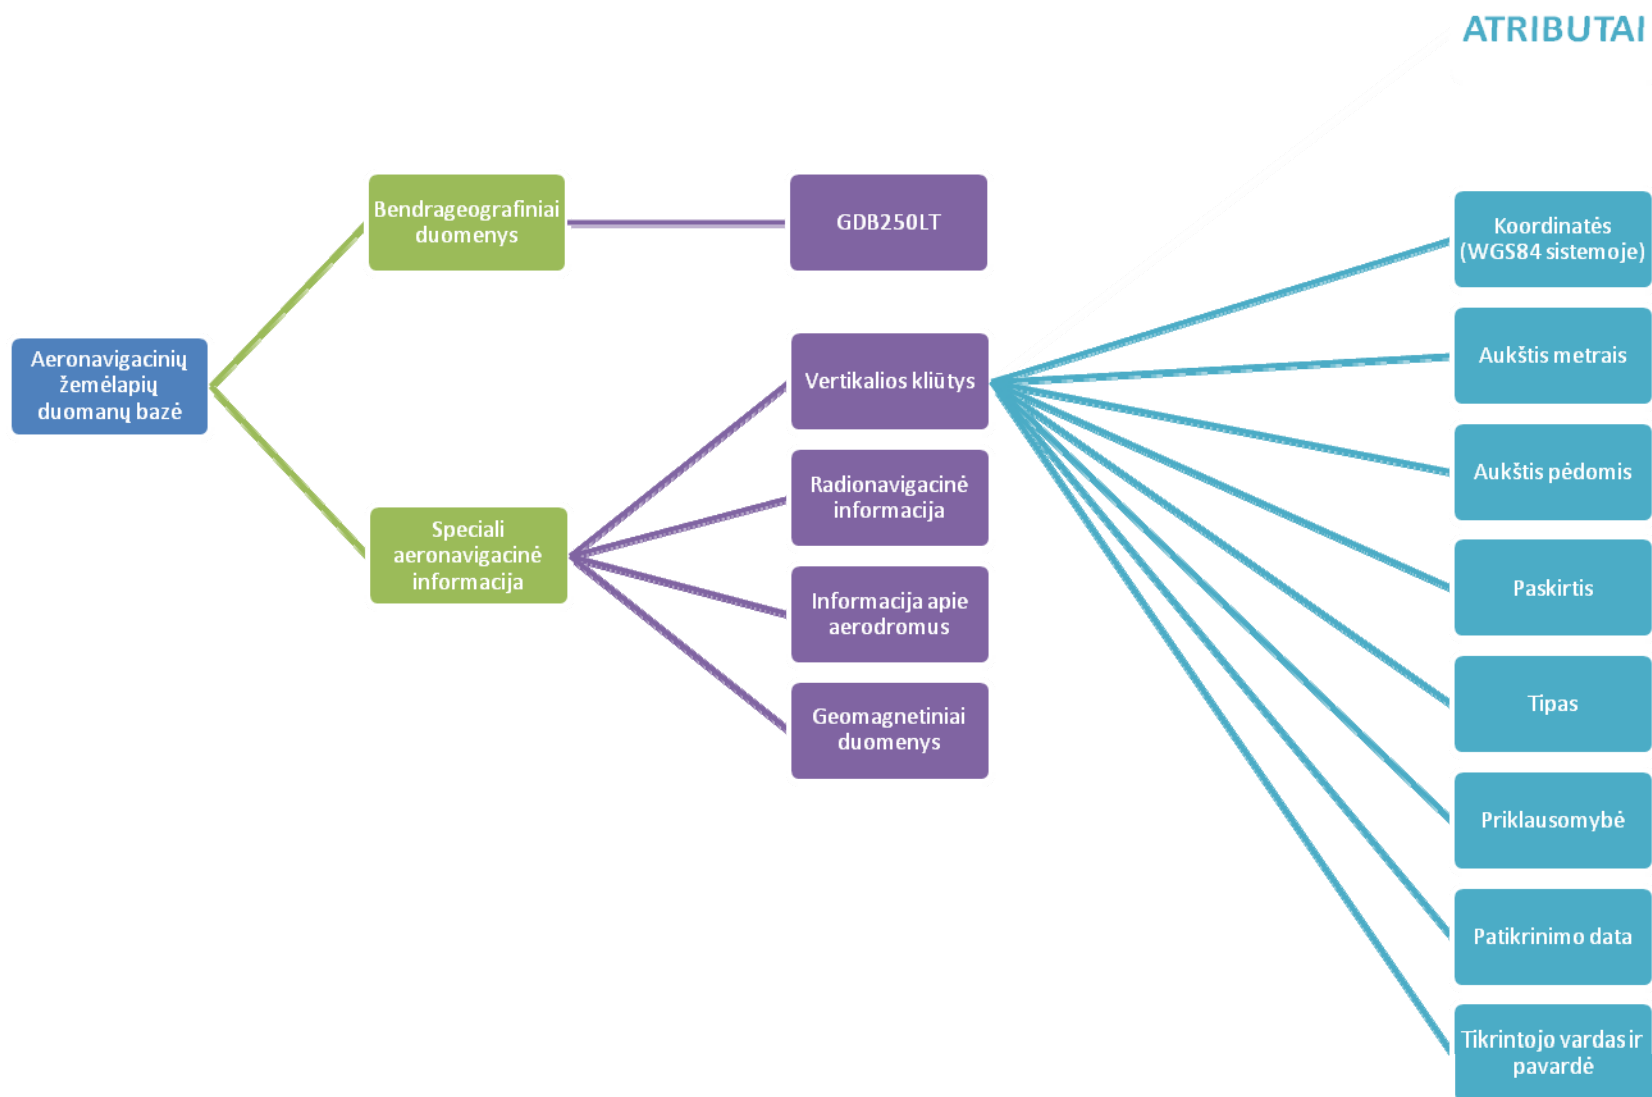 ATRIBUTAI
Aeronavigacinių
žemėlapių
duomanų bazė
Bendrageografiniai
duomenys
Speciali
aeronavigacinė
informacija
GDB250LT
Vertikalios kliūtys
Radionavigacinė
informacija
Informacija apie
aerodromus
Geomagnetiniai
duomenys
Koordinatės
(WGS84 sistemoje)
Aukštis metrais
Aukštis pėdomis
Paskirtis
Tipas
Priklausomybė
Patikrinimo data
Tikrintojo vardas ir
pavardė